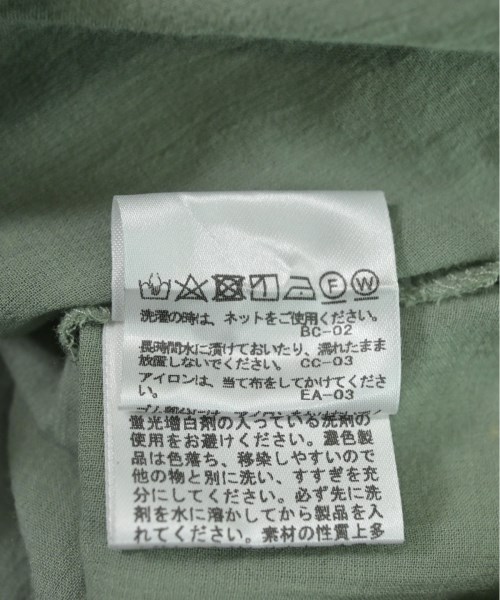 F W
洗濯の時は、ネットをご使用ください。
BC-02
長時間水に漬けておいたり、濡れたまま
放置しないでください。 CC-03
アイロンは、当て布をしてかけてくださ
い。 EA-03
蛍光増白剤の入っている洗剤の
使用をお避けください。濃色製
品は色落ち、移染しやすいので
他の物と別に洗い、すすぎを充
分にしてください。必ず先に洗
剤を水に溶かしてから製品を入
れてください。素材の性質上多